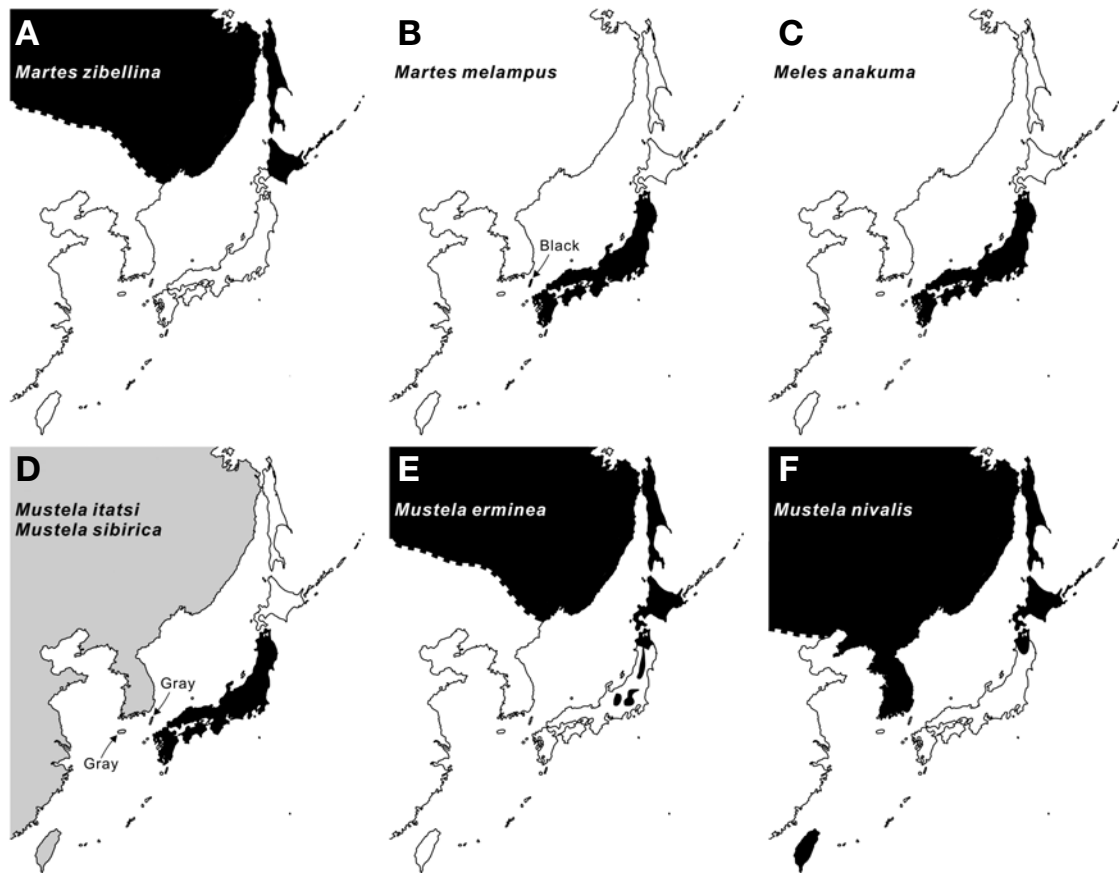 A
Martes zibellina
B
Martes melampus
Black
C
Meles anakuma
D
Mustela itatsi
Mustela sibirica
Gray
Gray
E
Mustela erminea
F
Mustela nivalis